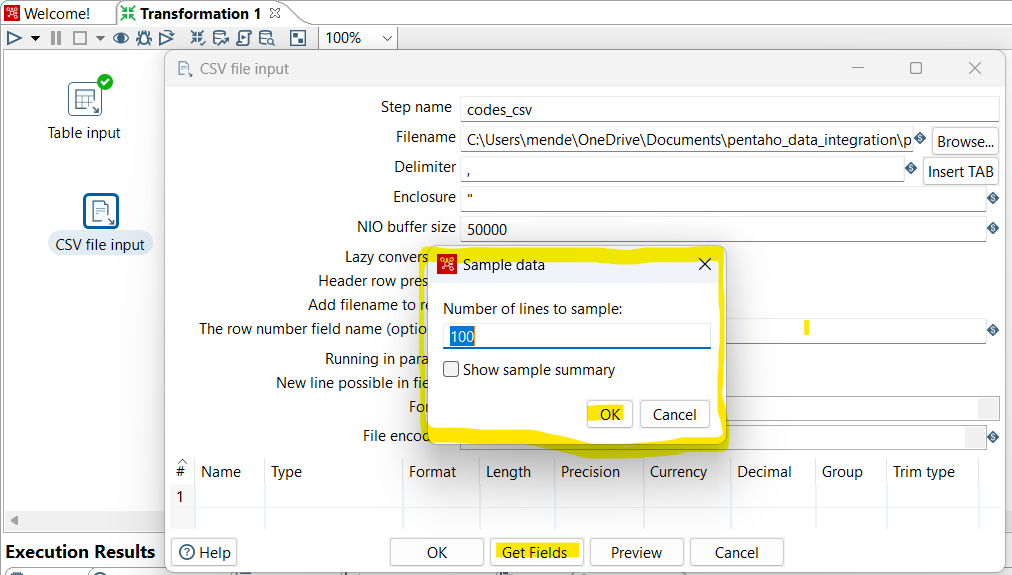 Welcome!
Transformation 1
100%
Table input
CSV file input
CSV file input
Step name codes_csv
Filename C:\Users\mende\OneDrive\Documents\pentaho_data_integration\p Browse...
Delimiter , Insert TAB
Enclosure "
NIO buffer size 50000
Lazy convers
Header row pres
Add filename to re
The row number field name (optio
Running in para
New line possible in fie
Fo
File enco
Sample data
Number of lines to sample:
100
Show sample summary
OK Cancel
# Name Type Format Length Precision Currency Decimal Group Trim type
1
Help OK Get Fields Preview Cancel
Execution Results